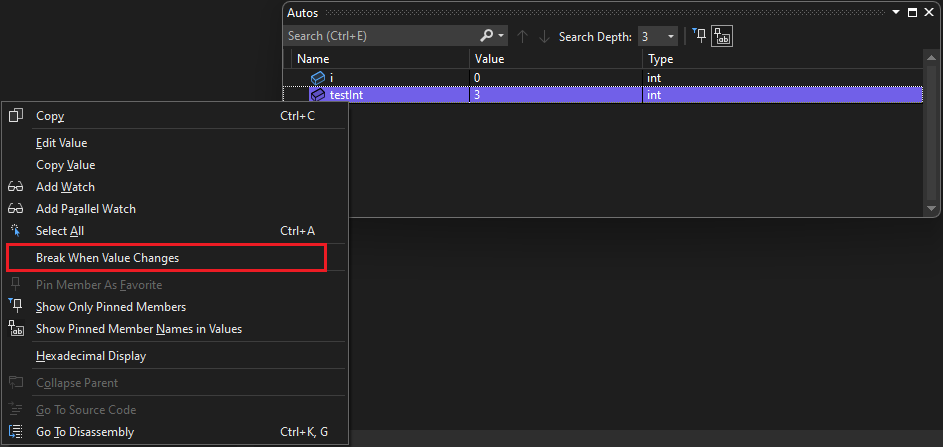 Autos
Search (Ctrl+E) Search Depth: 3
Name Value Type
i 0 int
testInt 3 int
Copy Ctrl+C
Edit Value
Copy Value
Add Watch
Add Parallel Watch
Select All Ctrl+A
Break When Value Changes
Pin Member As Favorite
Show Only Pinned Members
ab Show Pinned Member Names in Values
Hexadecimal Display
Collapse Parent
Go To Source Code
Go To Disassembly Ctrl+K, G